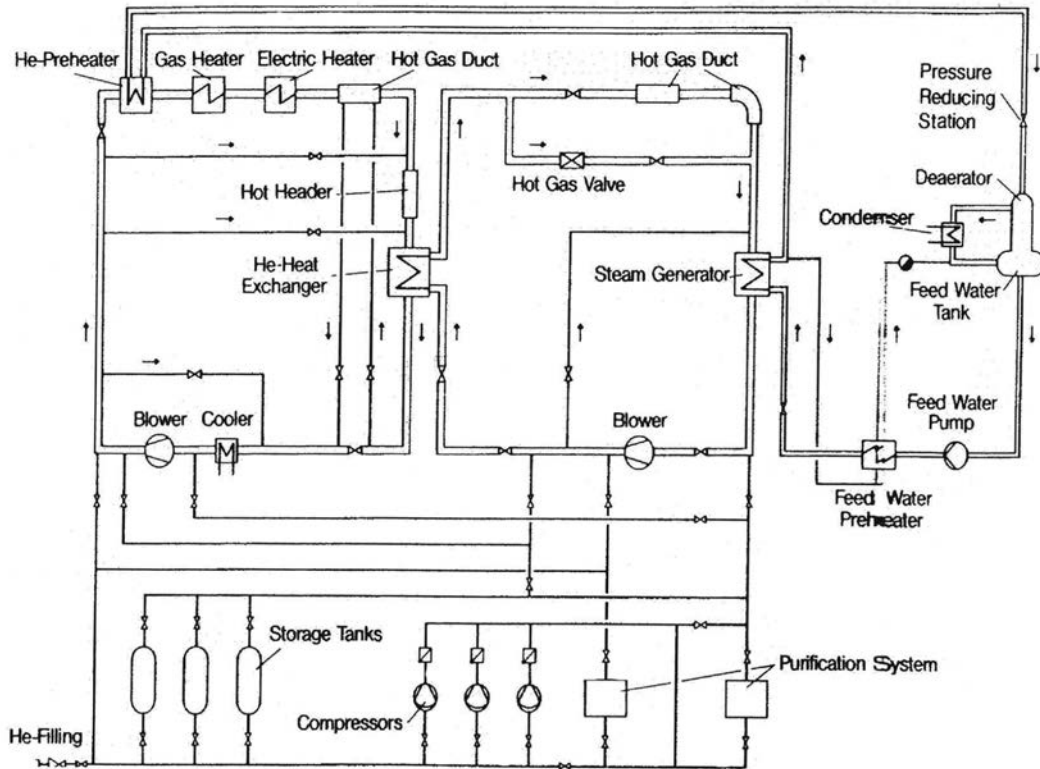 He-Preheater
Gas Heater
Electric Heater
Hot Gas Duct
Hot Gas Duct
Pressure
Reducing
Station
Hot Header
Hot Gas Valve
Deaerator
Condemser
He-Heat
Exchanger
Steam Generator
Feed Water
Tank
Blower
Cooler
Blower
Feed Water
Pump
Feed Water
Preheater
Storage Tanks
Compressors
Purification System
He-Filling